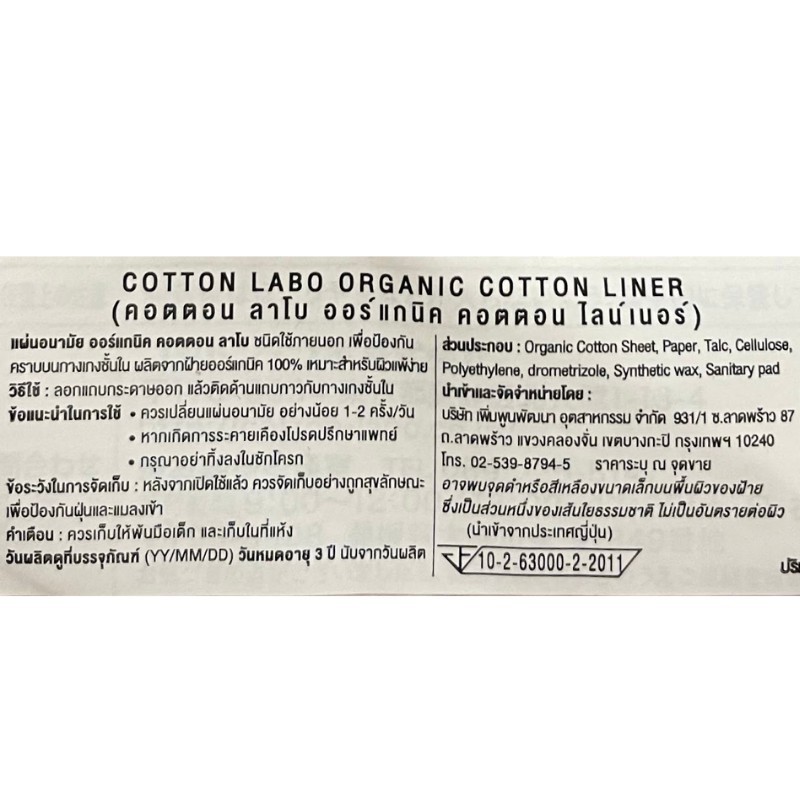 COTTON LABO ORGANIC COTTON LINER
(คอตตอน ลาโบ ออร์แกนิค คอตตอน ไลน์เนอร์)
แผ่นอนามัย ออร์แกนิค คอตตอน ลาโบ ชนิดใช้ภายนอก เพื่อป้องกัน
คราบบนกางเกงชั้นใน ผลิตจากฝ้ายออร์แกนิค 100% เหมาะสำหรับผิวแพ้ง่าย
วิธีใช้ : ลอกแถบกระดาษออก แล้วติดด้านแถบกาวกับกางเกงชั้นใน
ข้อแนะนำในการใช้ • ควรเปลี่ยนแผ่นอนามัย อย่างน้อย 1-2 ครั้ง/วัน
• หากเกิดการระคายเคืองโปรดปรึกษาแพทย์
• กรุณาอย่าทิ้งลงในชักโครก
ข้อระวังในการจัดเก็บ : หลังจากเปิดใช้แล้ว ควรจัดเก็บอย่างถูกสุขลักษณะ
เพื่อป้องกันฝุ่นและแมลงเข้า
คำเตือน : ควรเก็บให้พ้นมือเด็ก และเก็บในที่แห้ง
วันผลิตดูที่บรรจุภัณฑ์ (YY/MM/DD) วันหมดอายุ 3 ปี นับจากวันผลิต
ส่วนประกอบ : Organic Cotton Sheet, Paper, Talc, Cellulose,
Polyethylene, drometrizole, Synthetic wax, Sanitary pad
นำเข้าและจัดจำหน่ายโดย :
บริษัท เพิ่มพูนพัฒนา อุตสาหกรรม จำกัด 931/1 ซ.ลาดพร้าว 87
ถ.ลาดพร้าว แขวงคลองจั่น เขตบางกะปิ กรุงเทพฯ 10240
โทร. 02-539-8794-5 ราคาระบุ ณ จุดขาย
อาจพบจุดดำหรือสีเหลืองขนาดเล็กบนพื้นผิวของฝ้าย
ซึ่งเป็นส่วนหนึ่งของเส้นใยธรรมชาติ ไม่เป็นอันตรายต่อผิว
(นำเข้าจากประเทศญี่ปุ่น)
10-2-63000-2-2011